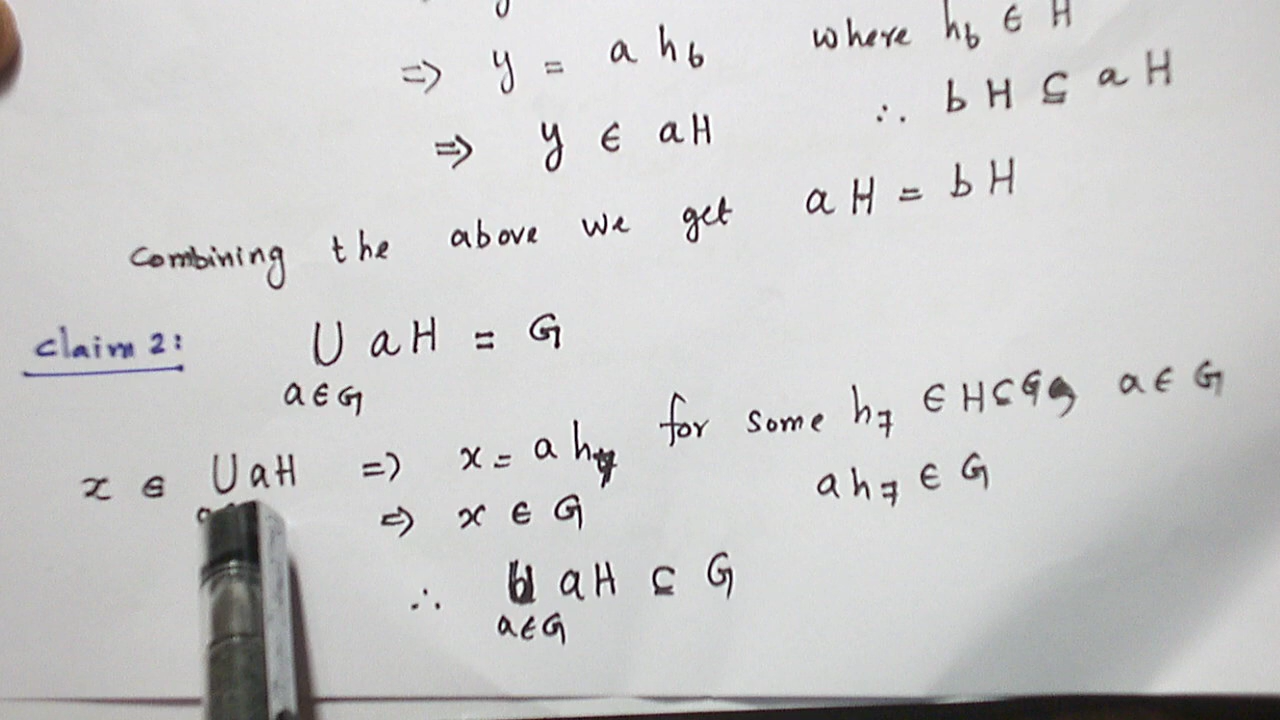 ⇒ y = a h₆ where h₆ ∈ H
⇒ y ∈ aH ∴ bH ⊆ aH
Combining the above we get aH = bH
Claim 2: ∪ aH = G
a∈G
x ∈ ∪ aH ⇒ x = a h₇ for some h₇ ∈ H⊆G, a ∈ G
⇒ x ∈ G a h₇ ∈ G
∴ ∪ aH ⊆ G
a∈G